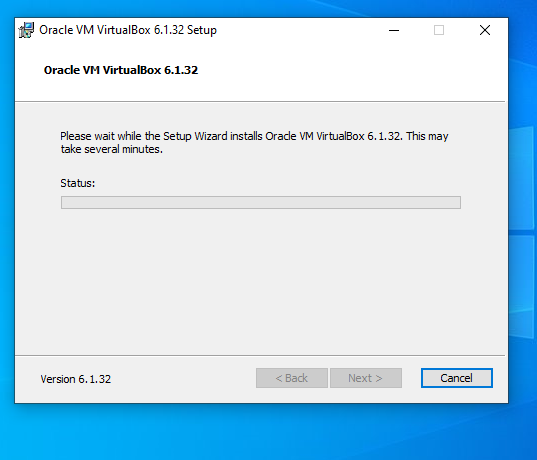 Oracle VM VirtualBox 6.1.32 Setup
Oracle VM VirtualBox 6.1.32
Please wait while the Setup Wizard installs Oracle VM VirtualBox 6.1.32. This may
take several minutes.
Status:
Version 6.1.32
< Back
Next >
Cancel